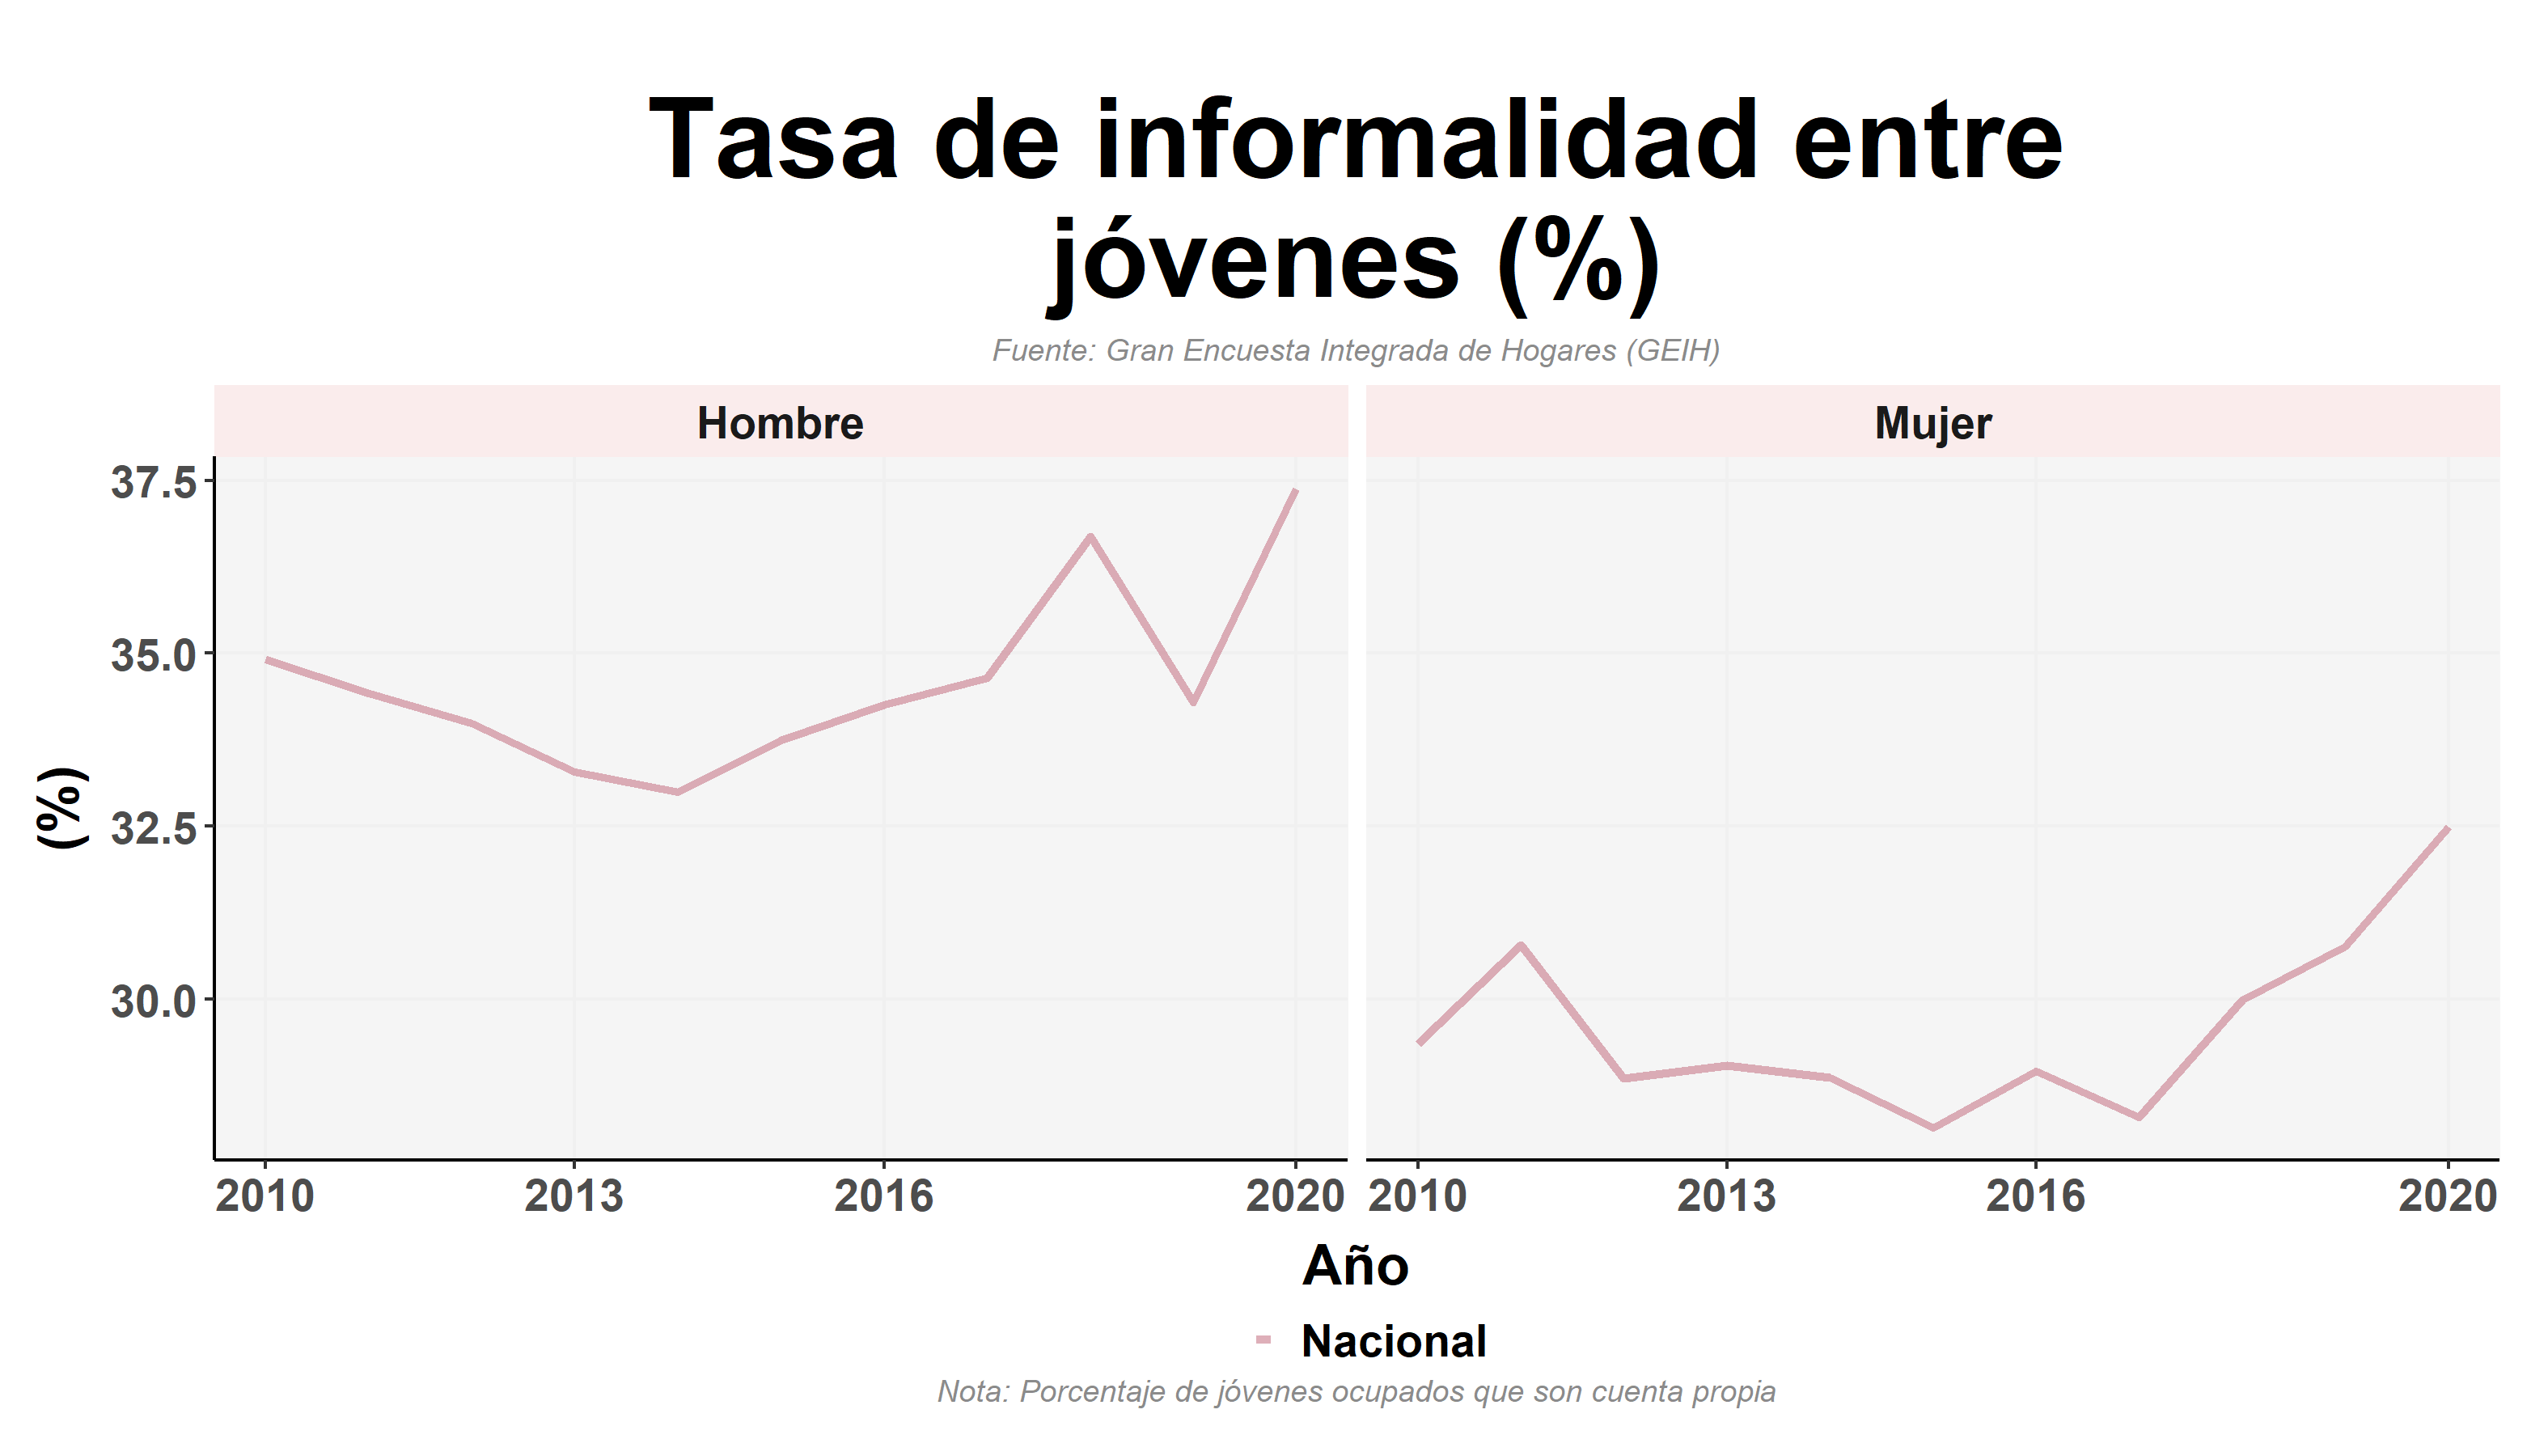 Tasa de informalidad entre
jóvenes (%)
Fuente: Gran Encuesta Integrada de Hogares (GEIH)
Hombre
Mujer
37.5
35.0
32.5
30.0
(%)
2010 2013 2016 2020 2010 2013 2016 2020
Año
Nacional
Nota: Porcentaje de jóvenes ocupados que son cuenta propia